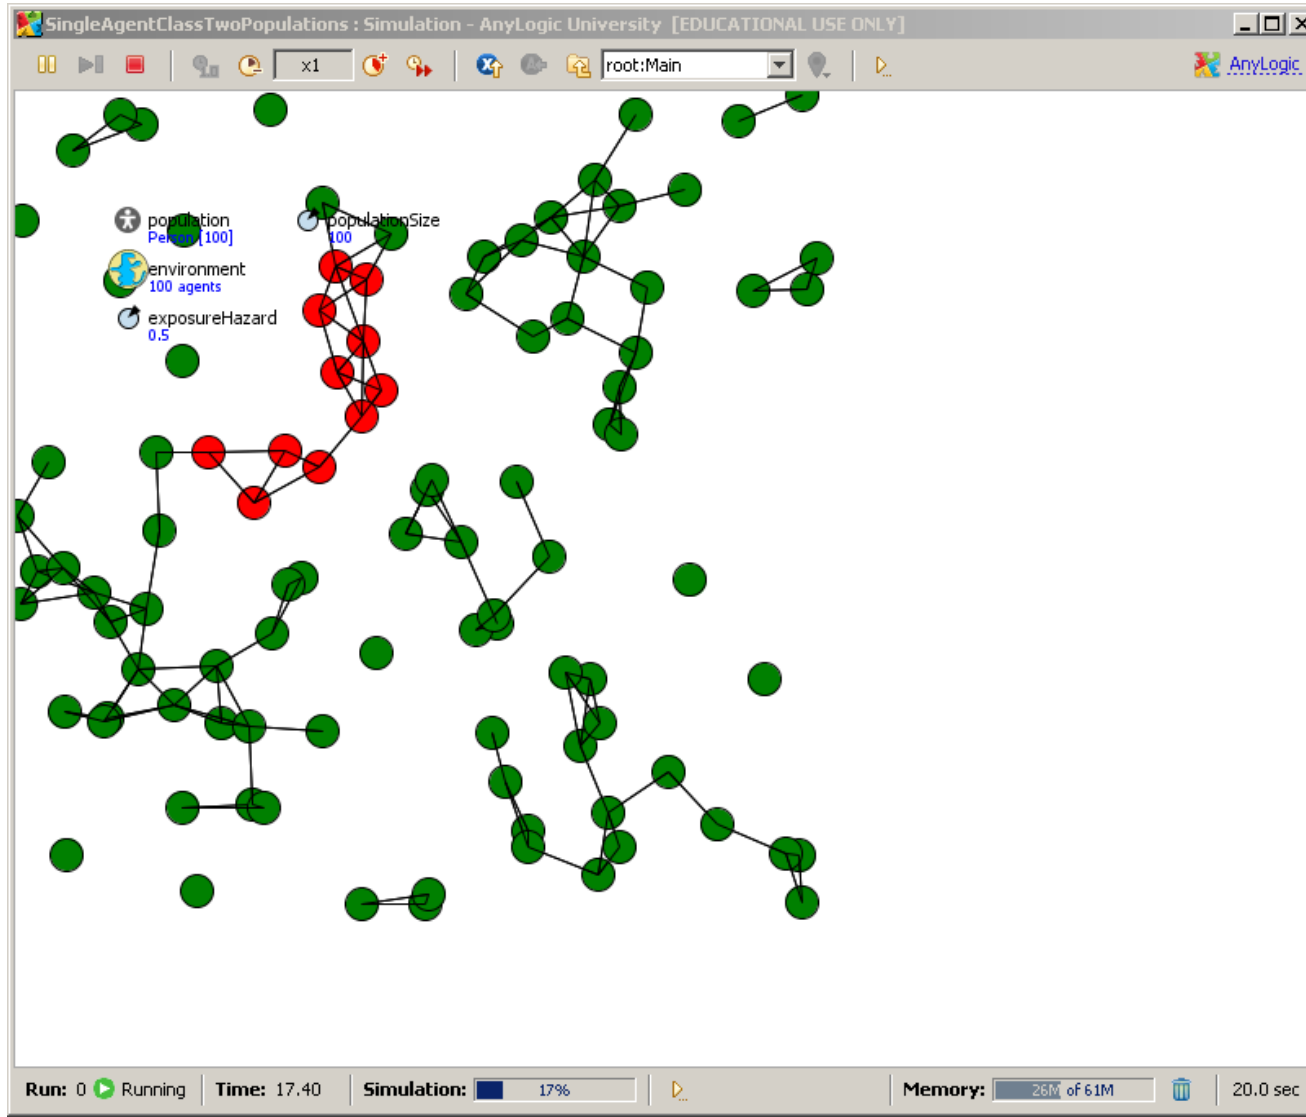 SingleAgentClassTwoPopulations : Simulation - AnyLogic University [EDUCATIONAL USE ONLY]
x1
root:Main
AnyLogic
population
Person [100]
populationSize
100
environment
100 agents
exposureHazard
0.5
Run: 0 Running Time: 17.40 Simulation: 17% Memory: 26M of 61M 20.0 sec